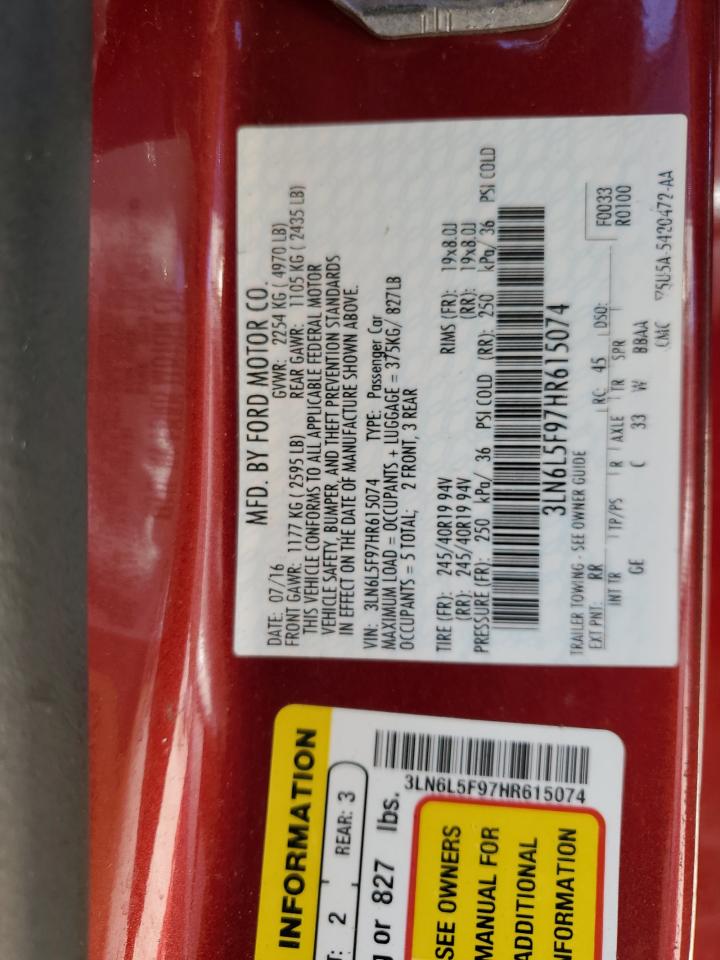 MFD. BY FORD MOTOR CO.
DATE: 07/16 GVWR: 2254 KG ( 4970 LB)
FRONT GAWR: 1177 KG ( 2595 LB) REAR GAWR: 1105 KG ( 2435 LB)
THIS VEHICLE CONFORMS TO ALL APPLICABLE FEDERAL MOTOR
VEHICLE SAFETY, BUMPER, AND THEFT PREVENTION STANDARDS
IN EFFECT ON THE DATE OF MANUFACTURE SHOWN ABOVE.
VIN: 3LN6L5F97HR615074 TYPE: Passenger Car
MAXIMUM LOAD = OCCUPANTS + LUGGAGE = 375KG/ 827LB
OCCUPANTS = 5 TOTAL; 2 FRONT, 3 REAR
TIRE (FR): 245/40R19 94V RIMS (FR): 19x8.0J
(RR): 245/40R19 94V (RR): 19x8.0J
PRESSURE (FR): 250 kPa/ 36 PSI COLD (RR): 250 kPa/ 36 PSI COLD
3LN6L5F97HR615074
TRAILER TOWING - SEE OWNER GUIDE
EXT PNT: RR RC: 45 DSO: F0033
R0100
INT TR TP/PS R AXLE TR SPR
GE C 33 W BBAA
CMC 5U5A-5420472-AA
INFORMATION
2 REAR: 3
or 827 lbs.
3LN6L5F97HR615074
SEE OWNERS
MANUAL FOR
ADDITIONAL
INFORMATION